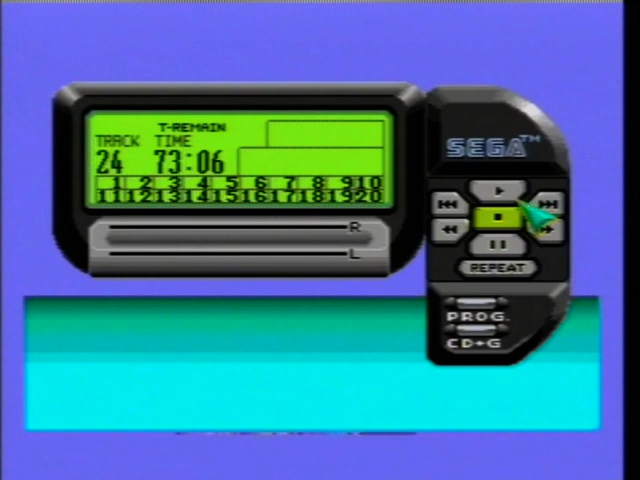 T-REMAIN
TRACK TIME
24 73:06
1 2 3 4 5 6 7 8 9 10
11 12 13 14 15 16 17 18 19 20
R
L
SEGA™
REPEAT
PROG.
CD+G